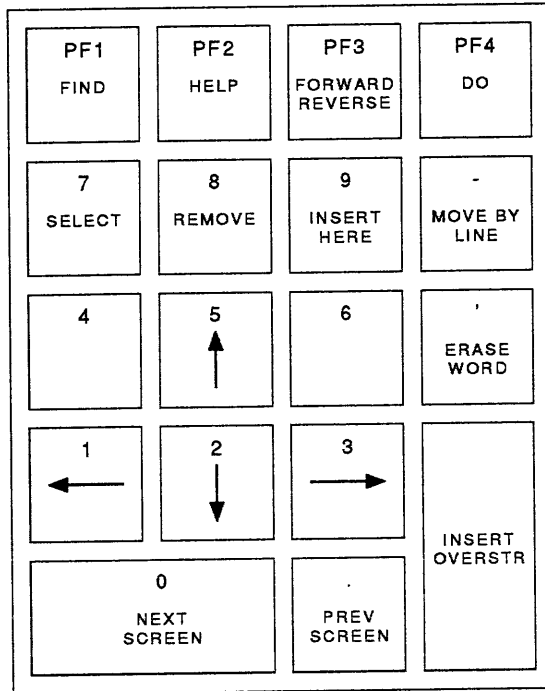 PF1 PF2 PF3 PF4
FIND HELP FORWARD REVERSE DO
7 8 9 -
SELECT REMOVE INSERT HERE MOVE BY LINE
4 5 6 ,
ERASE WORD
1 2 3
INSERT OVERSTR
0 .
NEXT SCREEN PREV SCREEN